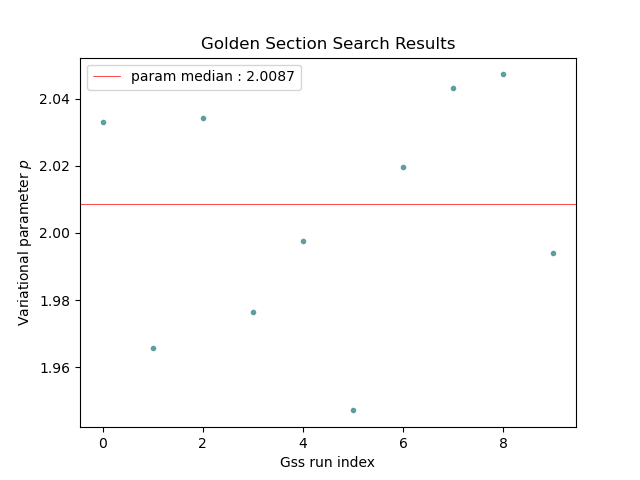 Golden Section Search Results
param median : 2.0087
Variational parameter p
2.04
2.02
2.00
1.98
1.96
0
2
4
6
8
Gss run index